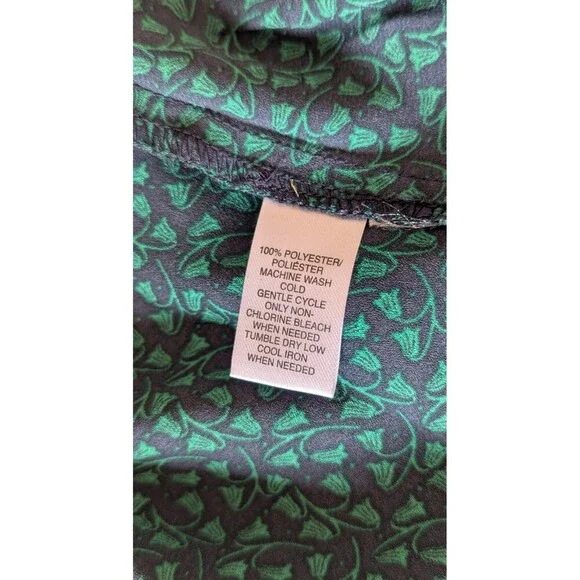 100% POLYESTER/
POLIÉSTER
MACHINE WASH
COLD
GENTLE CYCLE
ONLY NON-
CHLORINE BLEACH
WHEN NEEDED
TUMBLE DRY LOW
COOL IRON
WHEN NEEDED